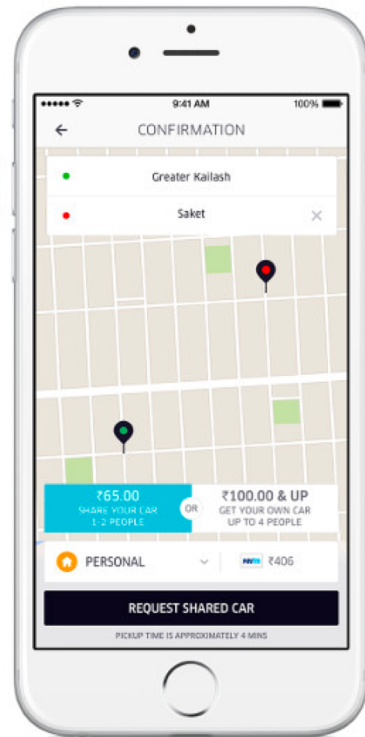 9:41 AM
100%
CONFIRMATION
Greater Kailash
Saket
₹65.00
SHARE YOUR CAR
1-2 PEOPLE
OR
₹100.00 & UP
GET YOUR OWN CAR
UP TO 4 PEOPLE
PERSONAL
Paytm ₹406
REQUEST SHARED CAR
PICKUP TIME IS APPROXIMATELY 4 MINS